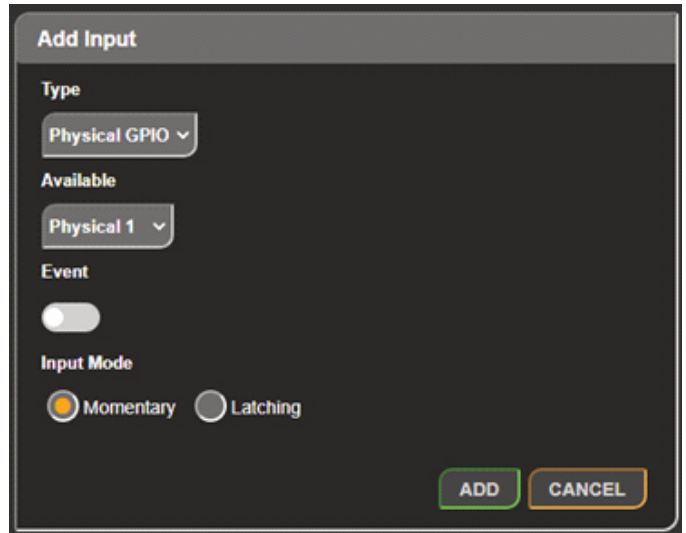 Add Input
Type
Physical GPIO
Available
Physical 1
Event
Input Mode
Momentary Latching
ADD CANCEL